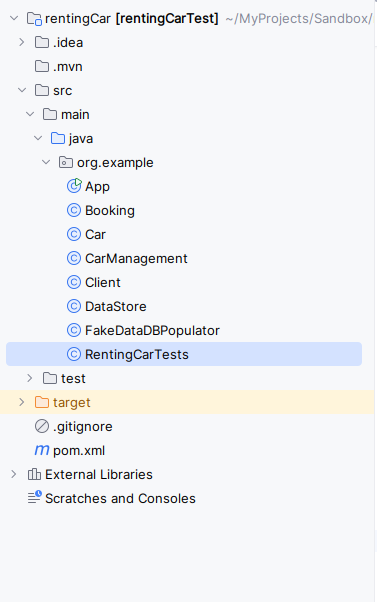 rentingCar [rentingCarTest] ~/MyProjects/Sandbox/
.idea
.mvn
src
main
java
org.example
App
Booking
Car
CarManagement
Client
DataStore
FakeDataDBPopulator
RentingCarTests
test
target
.gitignore
pom.xml
External Libraries
Scratches and Consoles